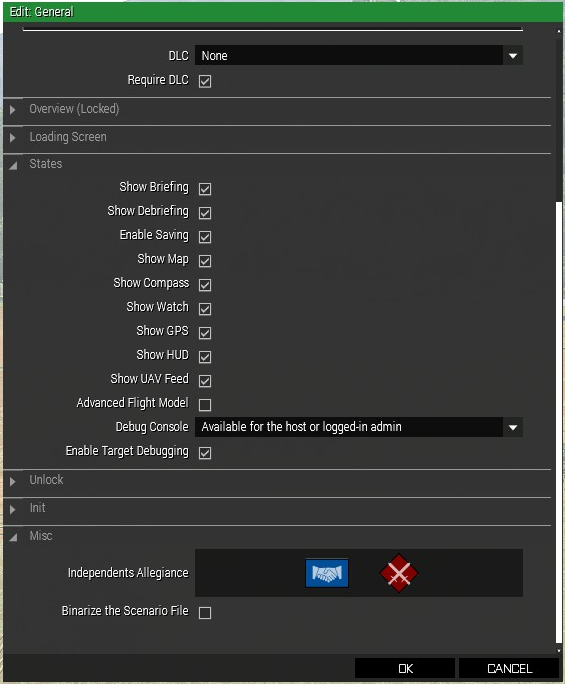 Edit: General
DLC None
Require DLC
Overview (Locked)
Loading Screen
States
Show Briefing
Show Debriefing
Enable Saving
Show Map
Show Compass
Show Watch
Show GPS
Show HUD
Show UAV Feed
Advanced Flight Model
Debug Console Available for the host or logged-in admin
Enable Target Debugging
Unlock
Init
Misc
Independents Allegiance
Binarize the Scenario File
OK CANCEL